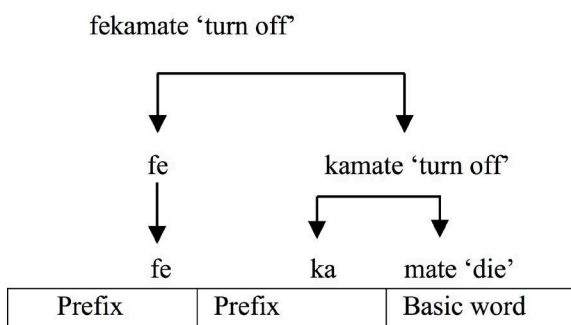 fekamate ‘turn off’
fe kamate ‘turn off’
fe ka mate ‘die’
Prefix Prefix Basic word